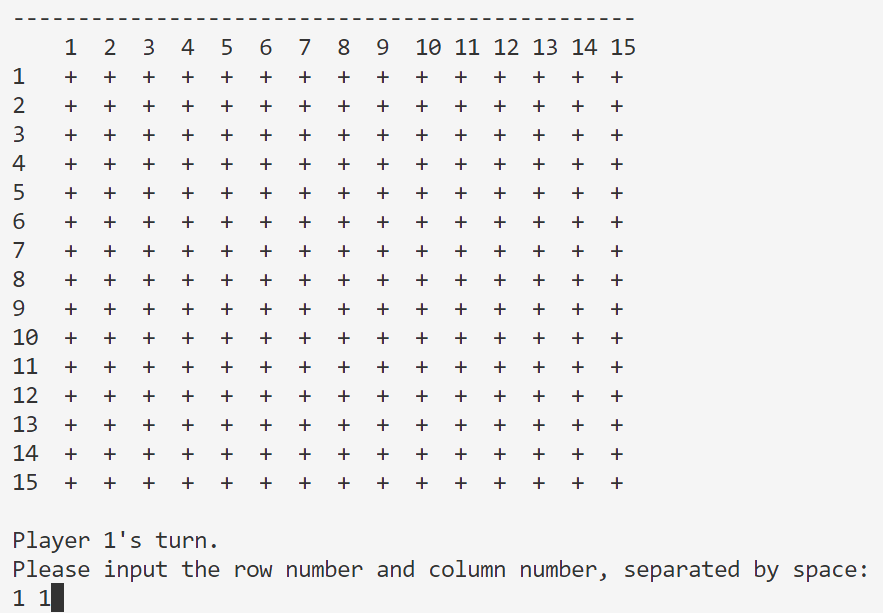 ------------------------------------------------
    1  2  3  4  5  6  7  8  9  10 11 12 13 14 15
1   +  +  +  +  +  +  +  +  +  +  +  +  +  +  +
2   +  +  +  +  +  +  +  +  +  +  +  +  +  +  +
3   +  +  +  +  +  +  +  +  +  +  +  +  +  +  +
4   +  +  +  +  +  +  +  +  +  +  +  +  +  +  +
5   +  +  +  +  +  +  +  +  +  +  +  +  +  +  +
6   +  +  +  +  +  +  +  +  +  +  +  +  +  +  +
7   +  +  +  +  +  +  +  +  +  +  +  +  +  +  +
8   +  +  +  +  +  +  +  +  +  +  +  +  +  +  +
9   +  +  +  +  +  +  +  +  +  +  +  +  +  +  +
10  +  +  +  +  +  +  +  +  +  +  +  +  +  +  +
11  +  +  +  +  +  +  +  +  +  +  +  +  +  +  +
12  +  +  +  +  +  +  +  +  +  +  +  +  +  +  +
13  +  +  +  +  +  +  +  +  +  +  +  +  +  +  +
14  +  +  +  +  +  +  +  +  +  +  +  +  +  +  +
15  +  +  +  +  +  +  +  +  +  +  +  +  +  +  +

Player 1's turn.
Please input the row number and column number, separated by space:
1 1